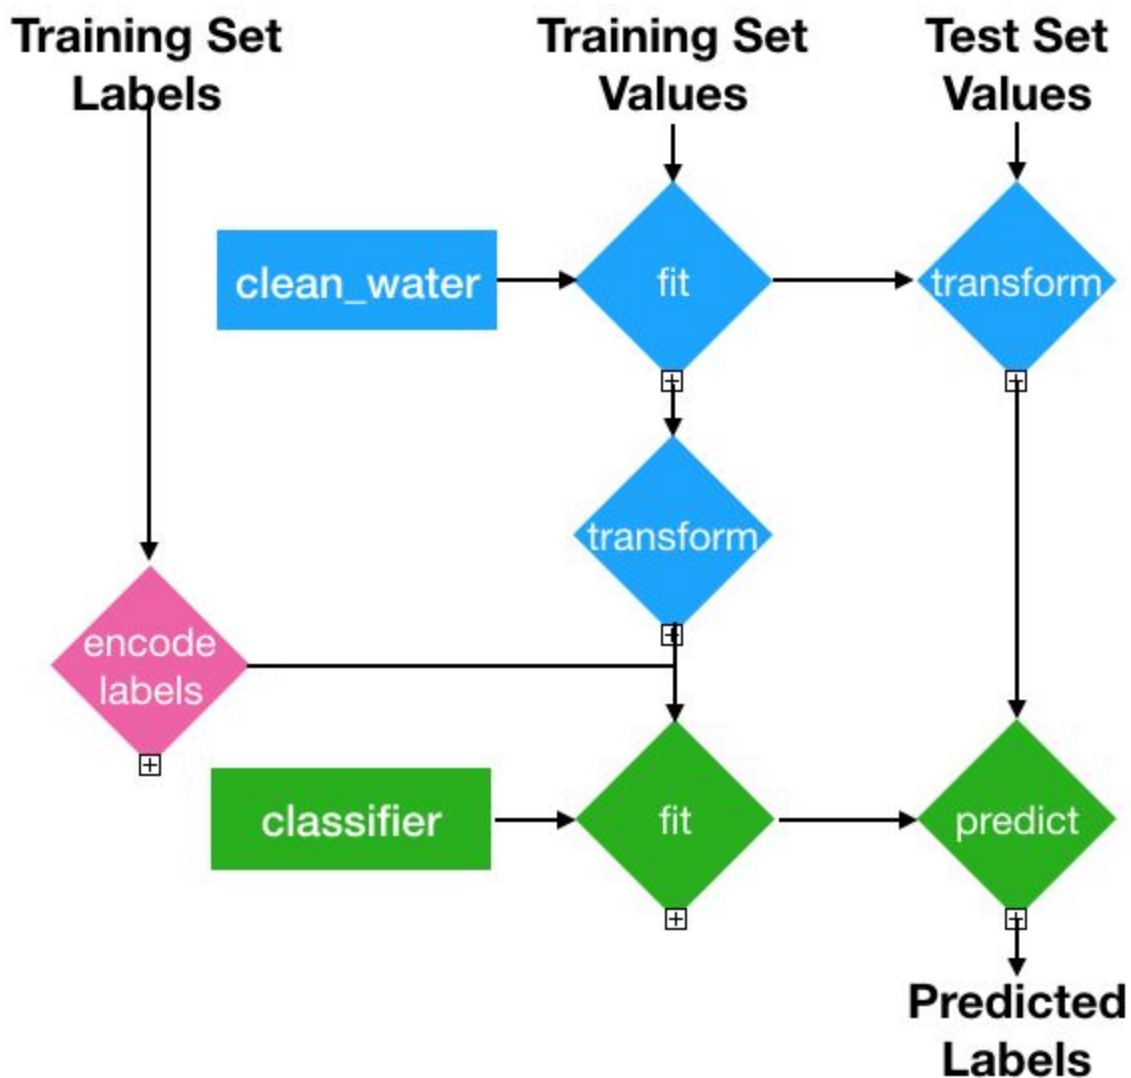 Training Set
Labels
Training Set
Values
Test Set
Values
clean_water
fit
transform
transform
encode
labels
classifier
fit
predict
Predicted
Labels